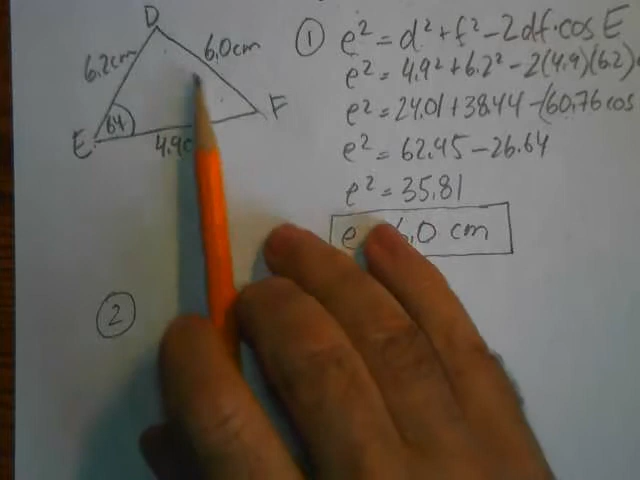 D
6.2cm
6.0cm
64
E
F
4.9c
① e² = d² + f² - 2df·cos E
e² = 4.9² + 6.2² - 2(4.9)(6.2)
e² = 24.01 + 38.44 - (60.76 cos
e² = 62.45 - 26.64
e² = 35.81
e 6.0 cm
②